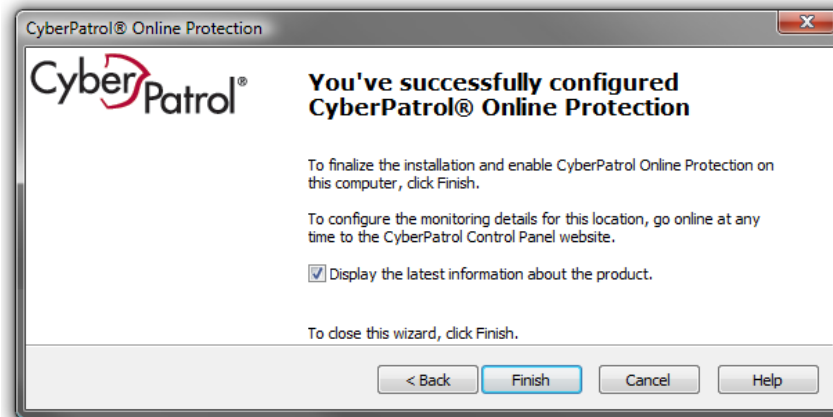 CyberPatrol® Online Protection
X
CyberPatrol®
You've successfully configured
CyberPatrol® Online Protection
To finalize the installation and enable CyberPatrol Online Protection on
this computer, click Finish.
To configure the monitoring details for this location, go online at any
time to the CyberPatrol Control Panel website.
Display the latest information about the product.
To close this wizard, click Finish.
< Back Finish Cancel Help